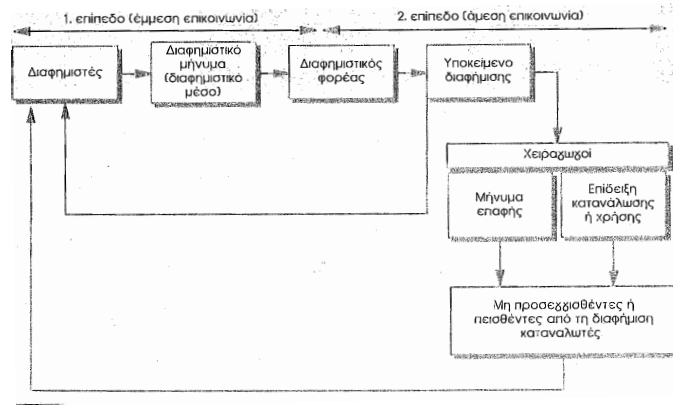 1. επίπεδο (έμμεση επικοινωνία)
2. επίπεδο (άμεση επικοινωνία)
Διαφημιστές
Διαφημιστικό
μήνυμα
(διαφημιστικό
μέσο)
Διαφημιστικός
φορέας
Υποκείμενο
διαφήμισης
Χειραγωγοί
Μήνυμα
επαφής
Επίδειξη
κατανάλωσης
ή χρήσης
Μη προσεγγισθέντες ή
πεισθέντες από τη διαφήμιση
καταναλωτές